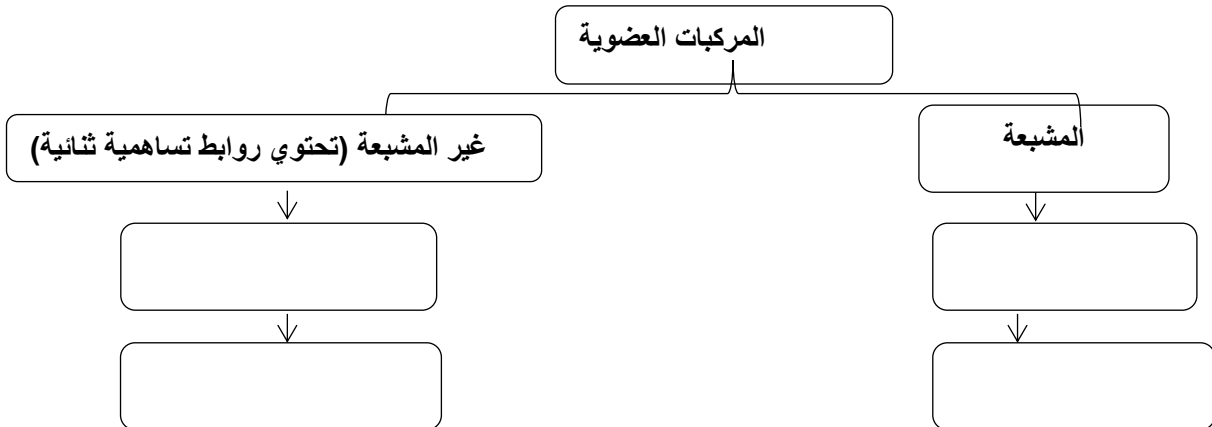 المركبات العضوية
المشبعة
غير المشبعة (تحتوي روابط تساهمية ثنائية)